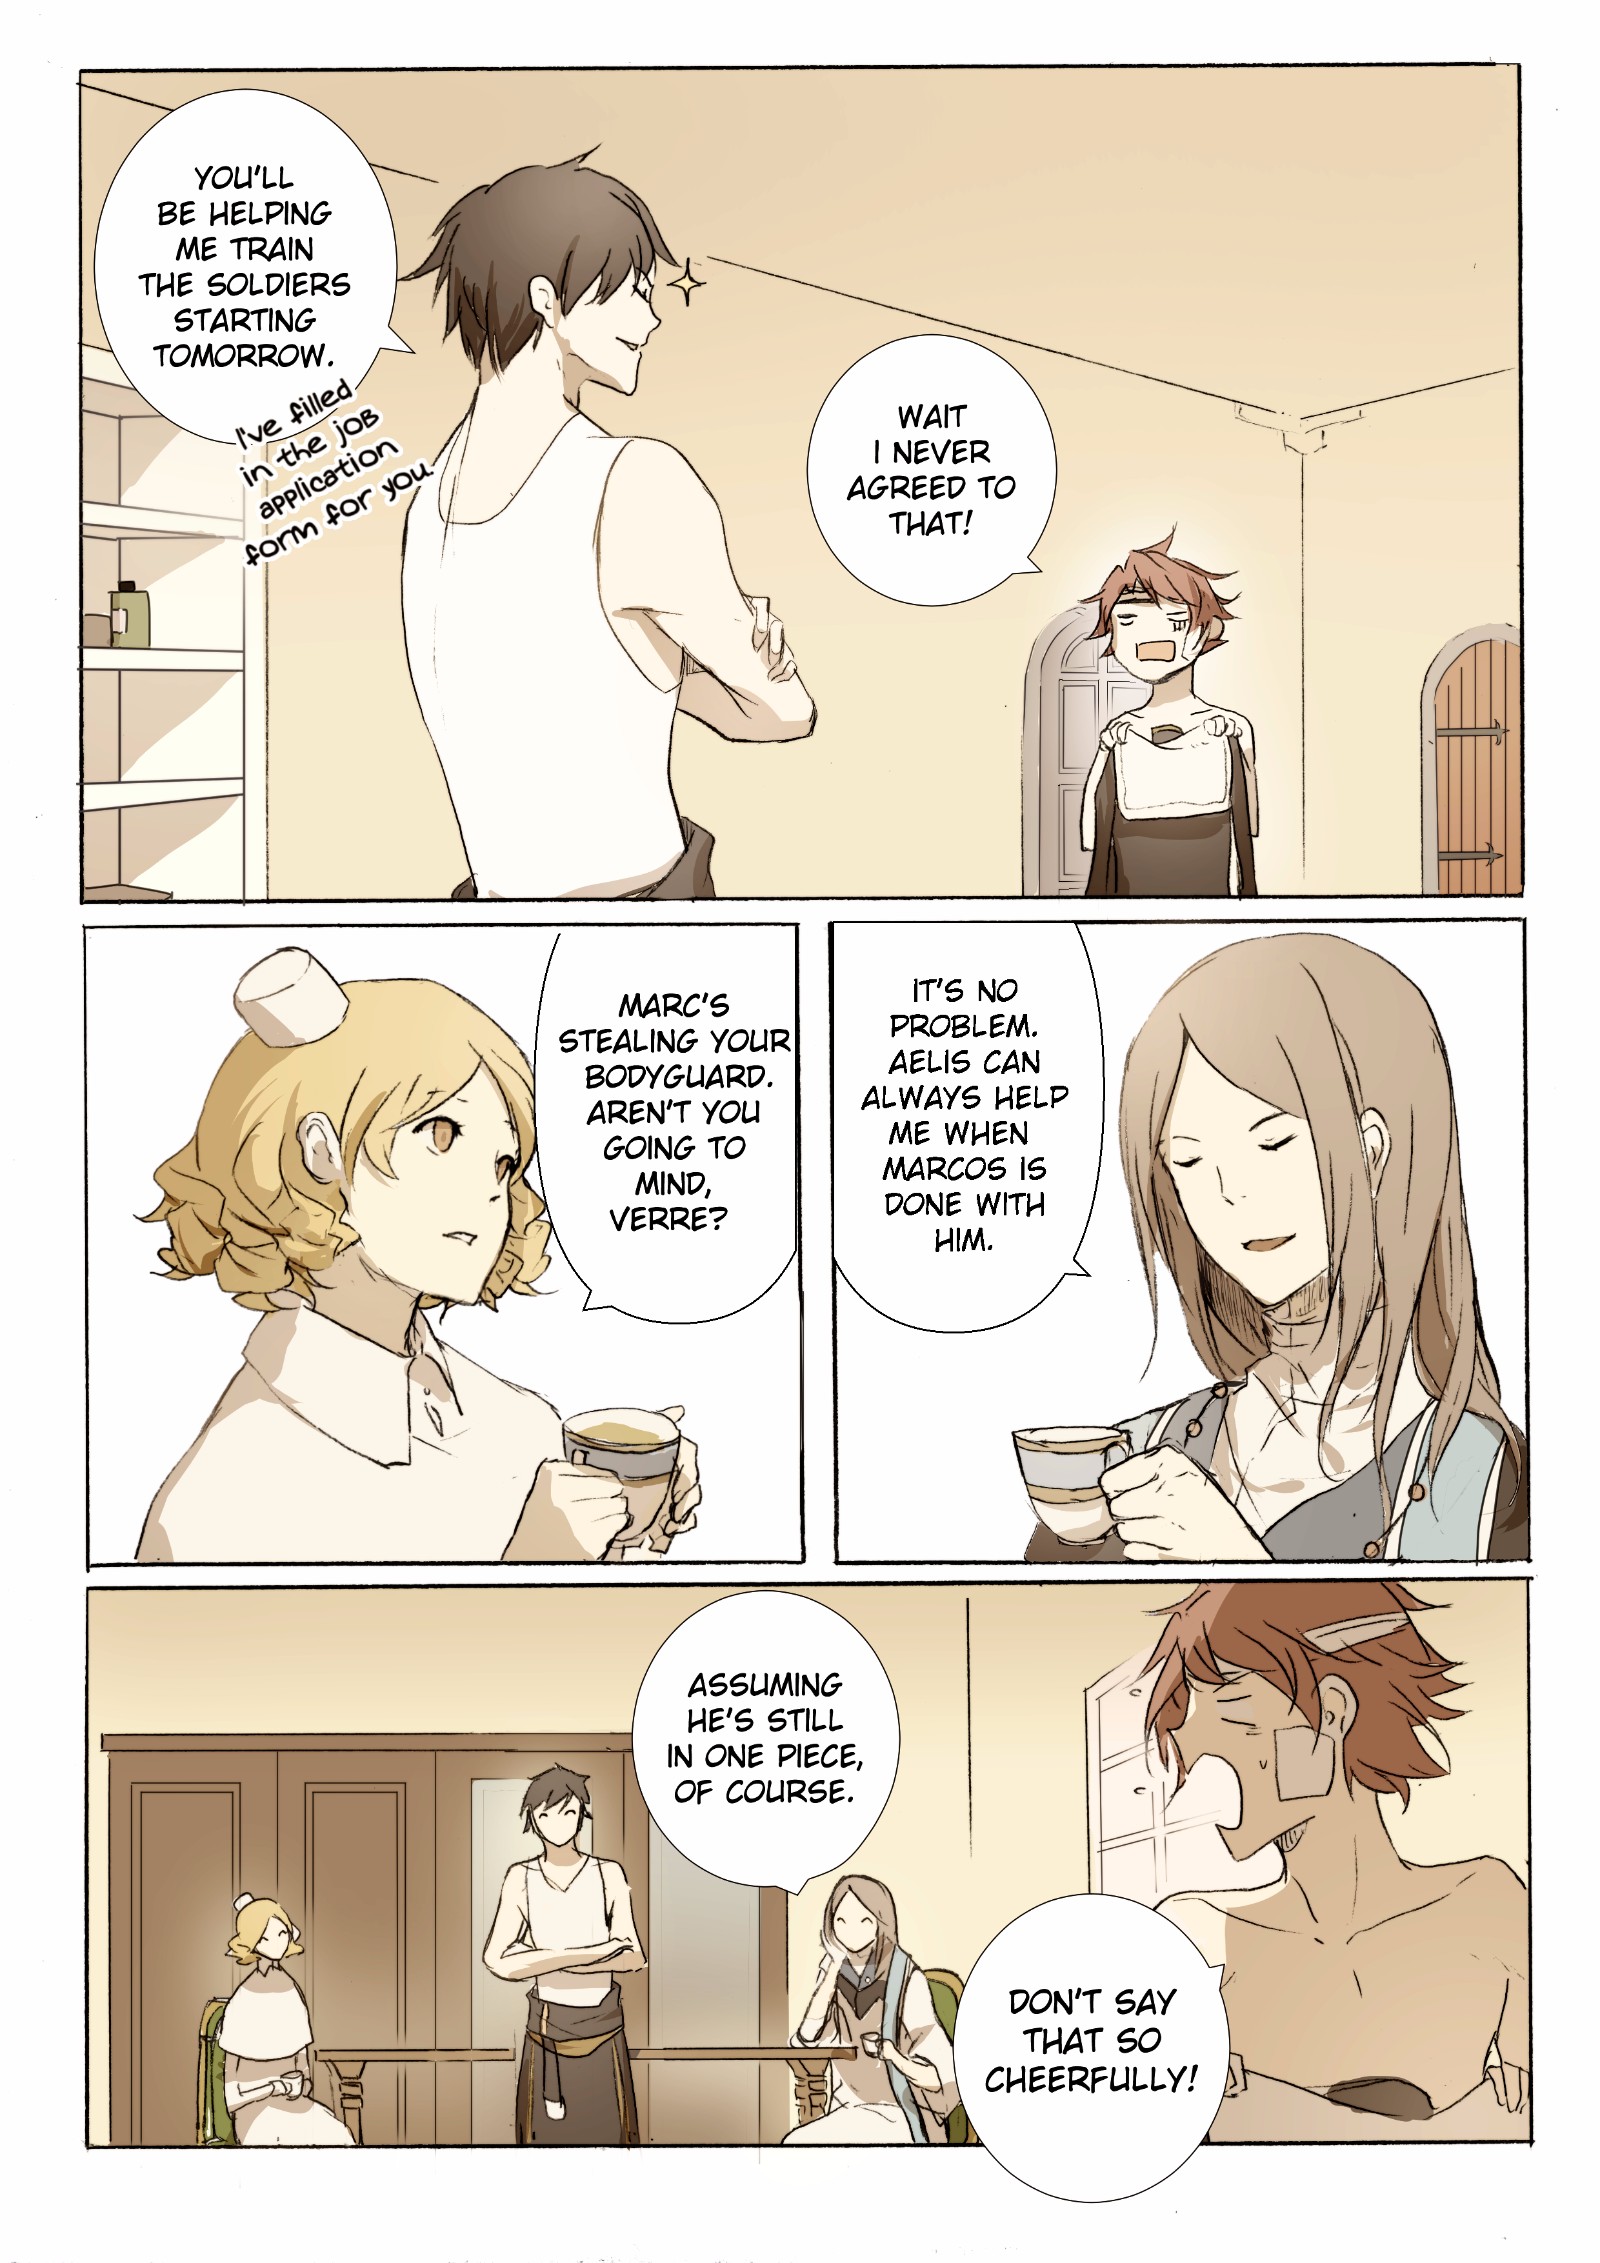 YOU'LL
BE HELPING
ME TRAIN
THE SOLDIERS
STARTING
TOMORROW.
I've filled
in the job
application
form for you.
WAIT
I NEVER
AGREED TO
THAT!
MARC'S
STEALING YOUR
BODYGUARD.
AREN'T YOU
GOING TO
MIND,
VERRE?
IT'S NO
PROBLEM.
AELIS CAN
ALWAYS HELP
ME WHEN
MARCOS IS
DONE WITH
HIM.
ASSUMING
HE'S STILL
IN ONE PIECE,
OF COURSE.
DON'T SAY
THAT SO
CHEERFULLY!